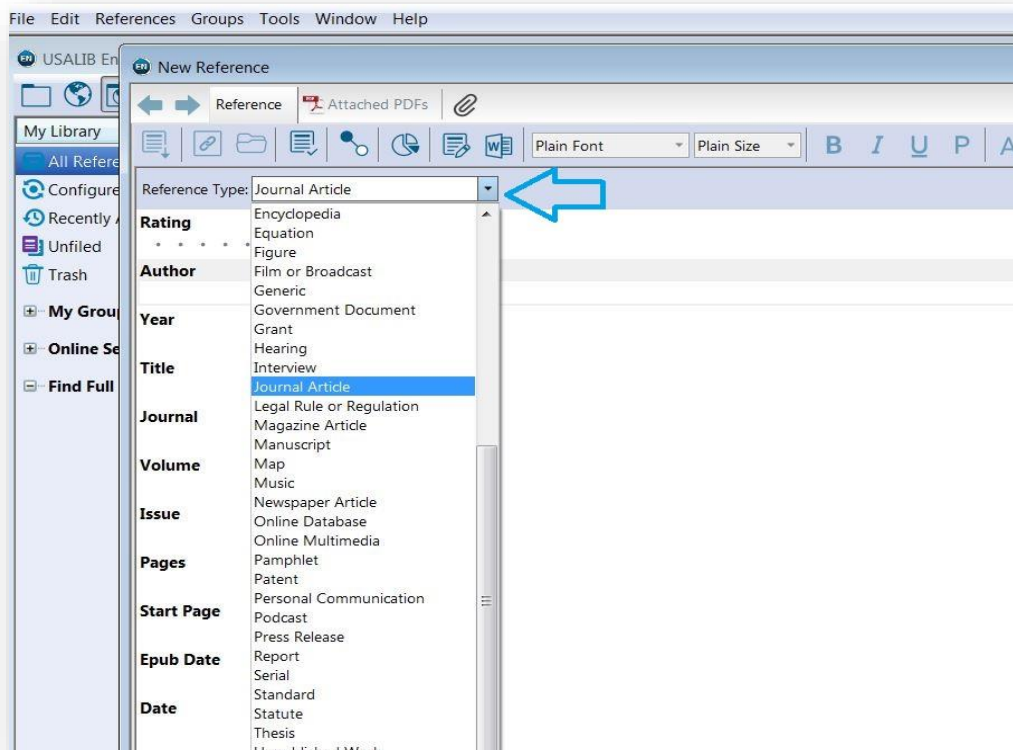 File Edit References Groups Tools Window Help
USALIB En
New Reference
Reference Attached PDFs
My Library
Plain Font Plain Size B I U P A
All Refere
Reference Type: Journal Article
Configure
Encyclopedia
Recently
Rating
Equation
Figure
Unfiled
Author
Film or Broadcast
Trash
Generic
My Grou
Government Document
Year
Grant
Online Se
Hearing
Title
Interview
Find Full
Journal Article
Legal Rule or Regulation
Journal
Magazine Article
Manuscript
Volume
Map
Music
Newspaper Article
Issue
Online Database
Online Multimedia
Pages
Pamphlet
Patent
Personal Communication
Start Page
Podcast
Press Release
Epub Date
Report
Serial
Standard
Date
Statute
Thesis